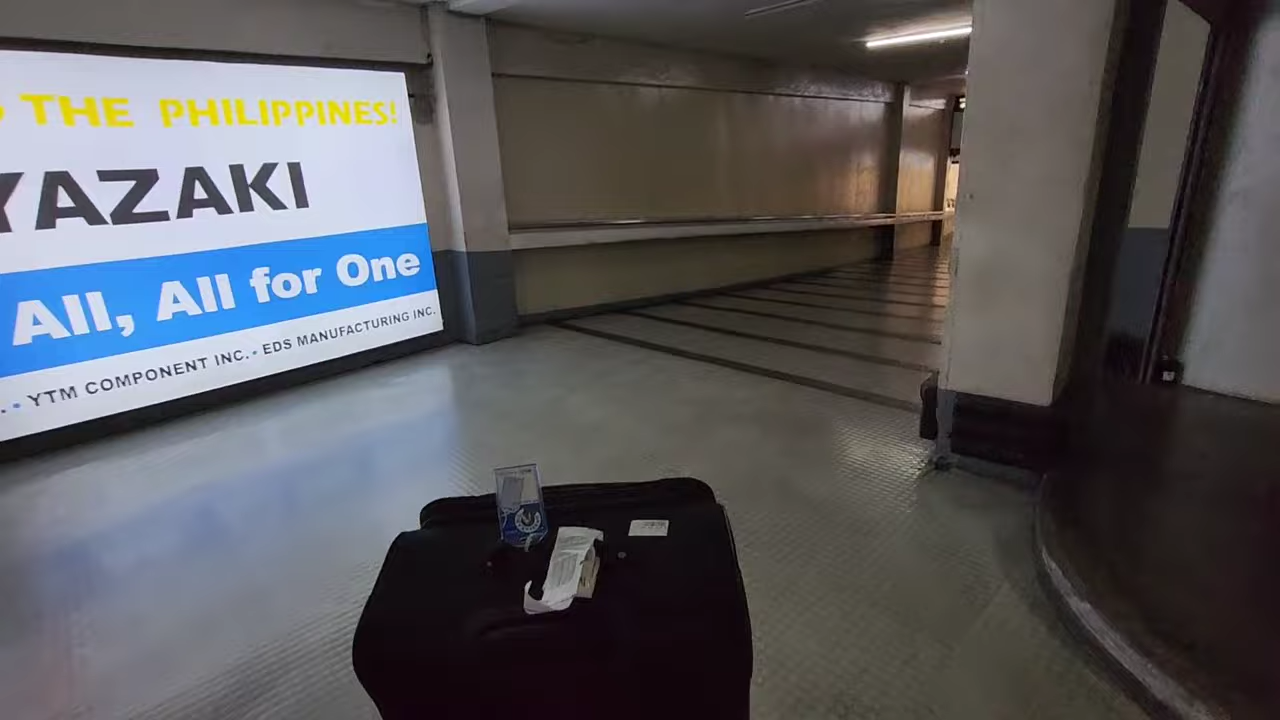 THE PHILIPPINES!
YAZAKI
All, All for One
. • YTM COMPONENT INC. • EDS MANUFACTURING INC.